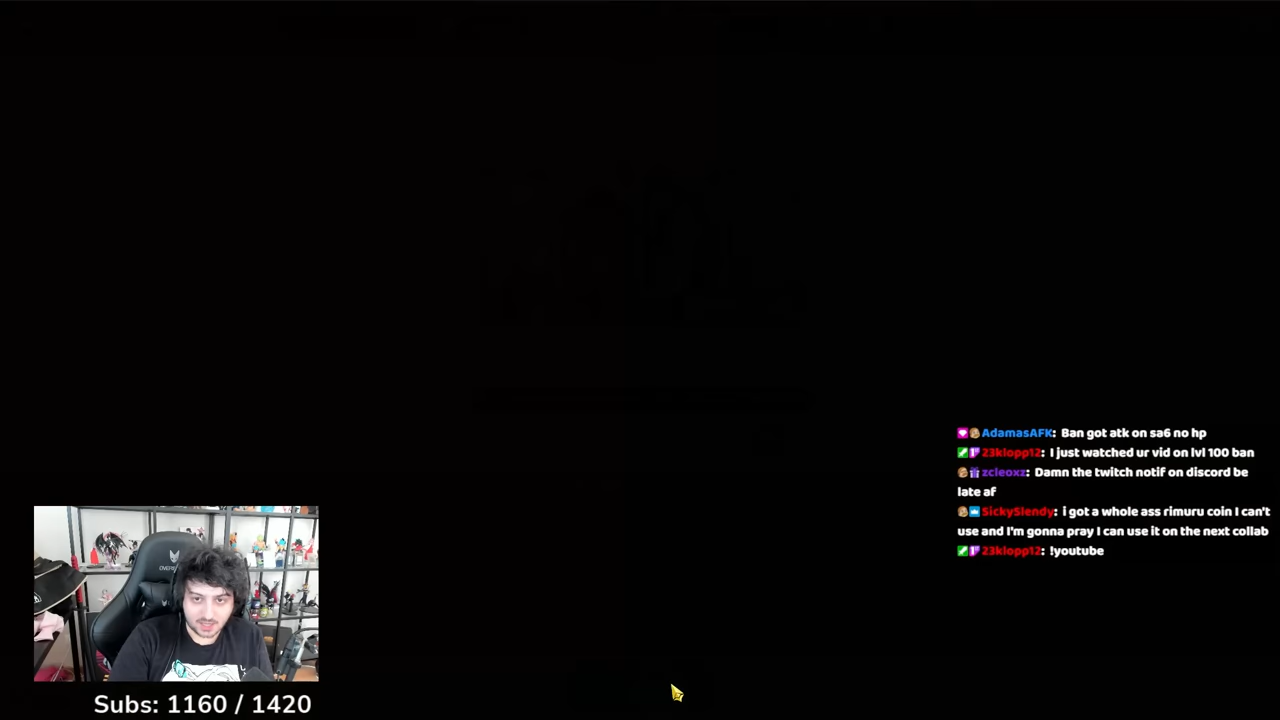 AdamasAFK: Ban got atk on sa6 no hp
23klopp12: I just watched ur vid on lvl 100 ban
zcleoxz: Damn the twitch notif on discord be
late af
SickySlendy: i got a whole ass rimuru coin I can't
use and I'm gonna pray I can use it on the next collab
23klopp12: !youtube
Subs: 1160 / 1420